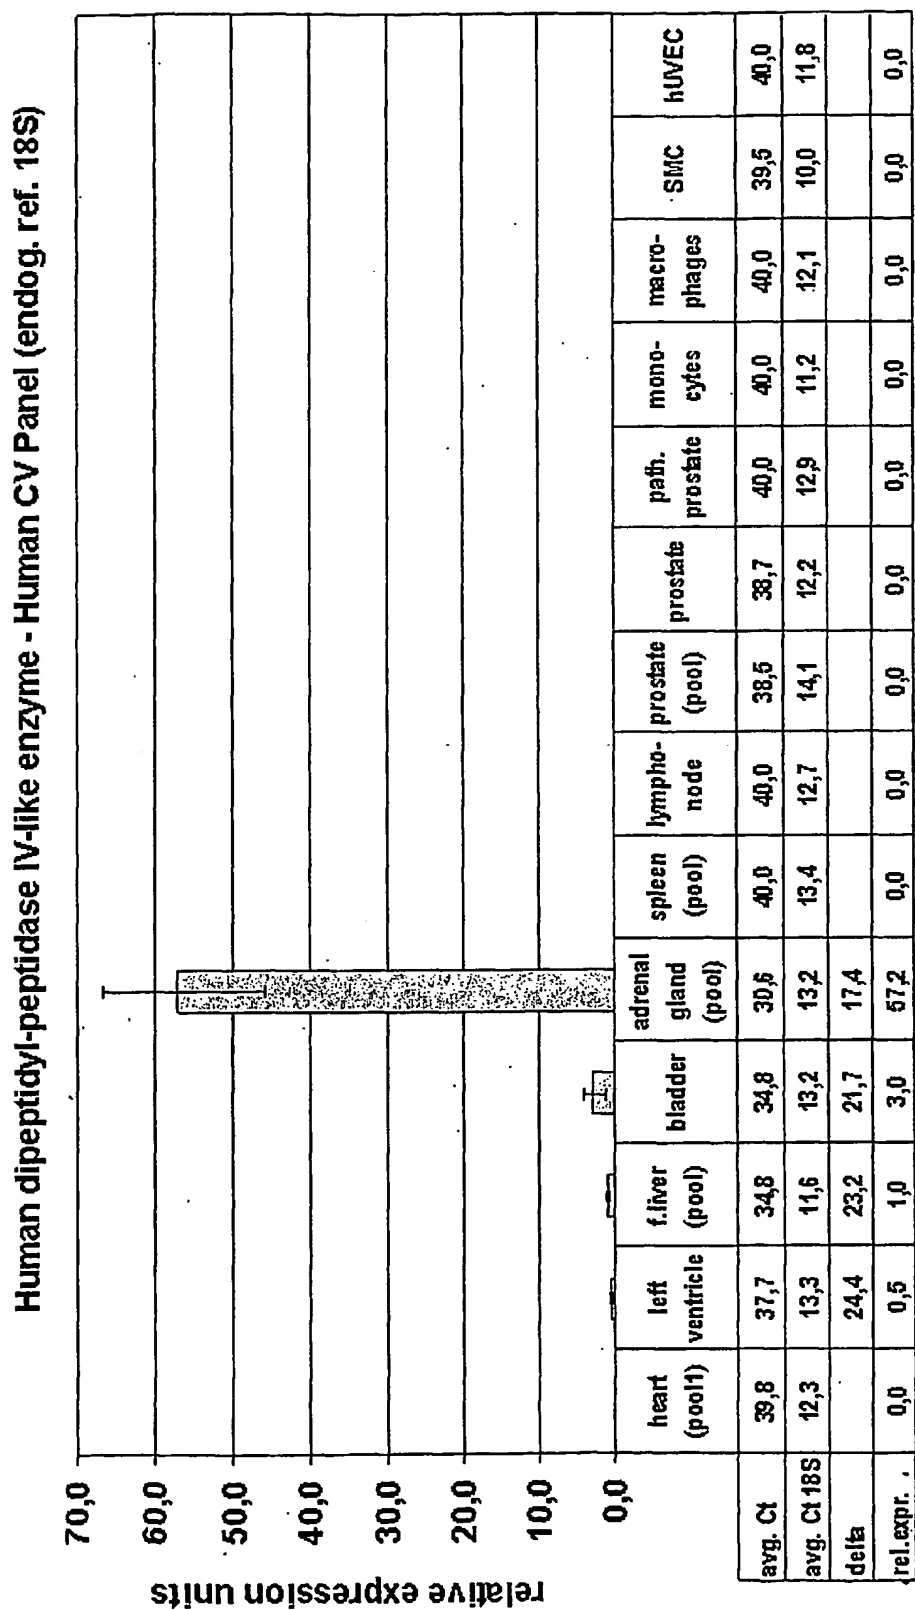 Human dipeptidyl-peptidase IV-like enzyme - Human CV Panel (endog. ref. 18S)
relative expression units
70,0
60,0
50,0
40,0
30,0
20,0
10,0
0,0
heart (pool1) left ventricle f.liver (pool) bladder adrenal gland (pool) spleen (pool) lympho-node prostate (pool) prostate path. prostate mono-cytes macro-phages SMC hUVEC
avg. Ct 39,8 37,7 34,8 34,8 30,6 40,0 40,0 38,5 38,7 40,0 40,0 40,0 39,5 40,0
avg. Ct 18S 12,3 13,3 11,6 13,2 13,2 13,4 12,7 14,1 12,2 12,9 11,2 12,1 10,0 11,8
delta 24,4 23,2 21,7 17,4
rel.expr. 0,0 0,5 1,0 3,0 57,2 0,0 0,0 0,0 0,0 0,0 0,0 0,0 0,0 0,0